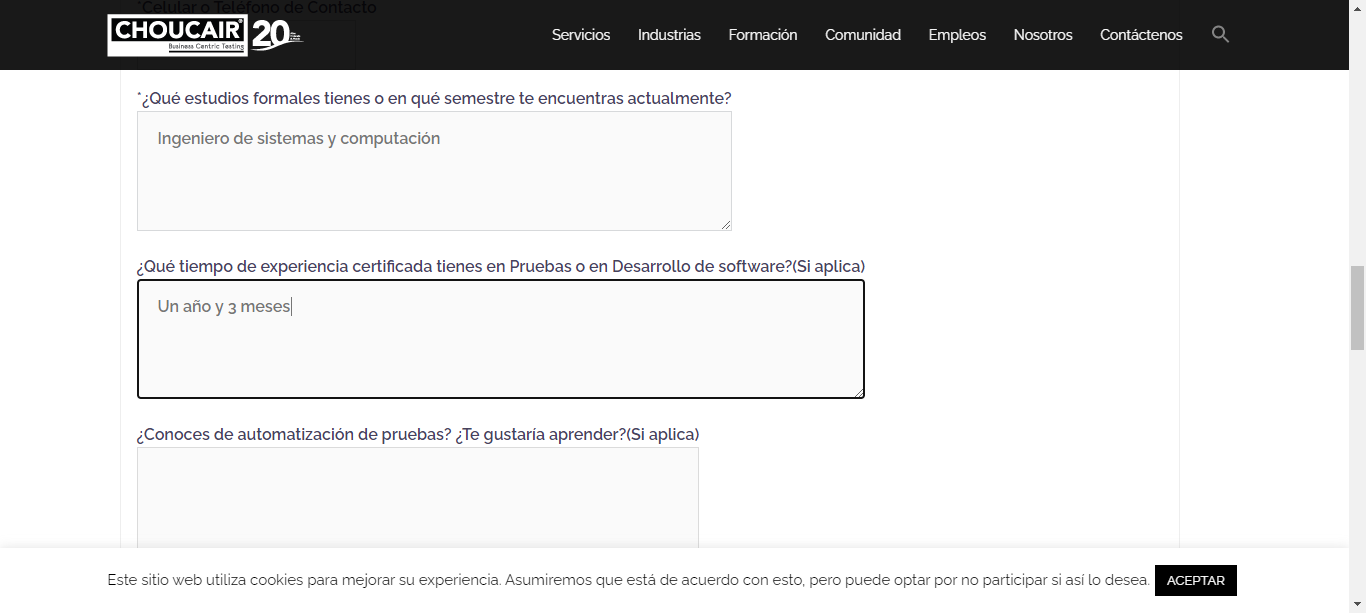 *Celular o Teléfono de Contacto
CHOUCAIR
Business Centric Testing
20
Servicios
Industrias
Formación
Comunidad
Empleos
Nosotros
Contáctenos
*¿Qué estudios formales tienes o en qué semestre te encuentras actualmente?
Ingeniero de sistemas y computación
¿Qué tiempo de experiencia certificada tienes en Pruebas o en Desarrollo de software?(Si aplica)
Un año y 3 meses
¿Conoces de automatización de pruebas? ¿Te gustaría aprender?(Si aplica)
Este sitio web utiliza cookies para mejorar su experiencia. Asumiremos que está de acuerdo con esto, pero puede optar por no participar si así lo desea.
ACEPTAR